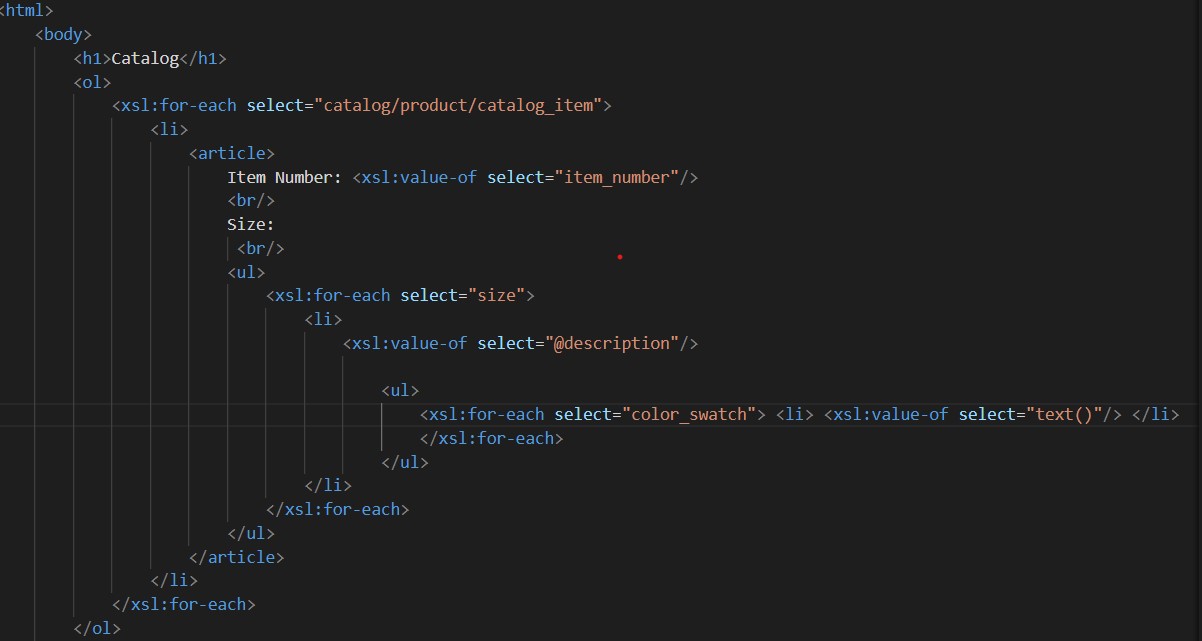 <html>
<body>
<h1>Catalog</h1>
<ol>
<xsl:for-each select="catalog/product/catalog_item">
<li>
<article>
Item Number: <xsl:value-of select="item_number"/>
<br/>
Size:
<br/>
<ul>
<xsl:for-each select="size">
<li>
<xsl:value-of select="@description"/>
<ul>
<xsl:for-each select="color_swatch"> <li> <xsl:value-of select="text()"/> </li>
</xsl:for-each>
</ul>
</li>
</xsl:for-each>
</ul>
</article>
</li>
</xsl:for-each>
</ol>